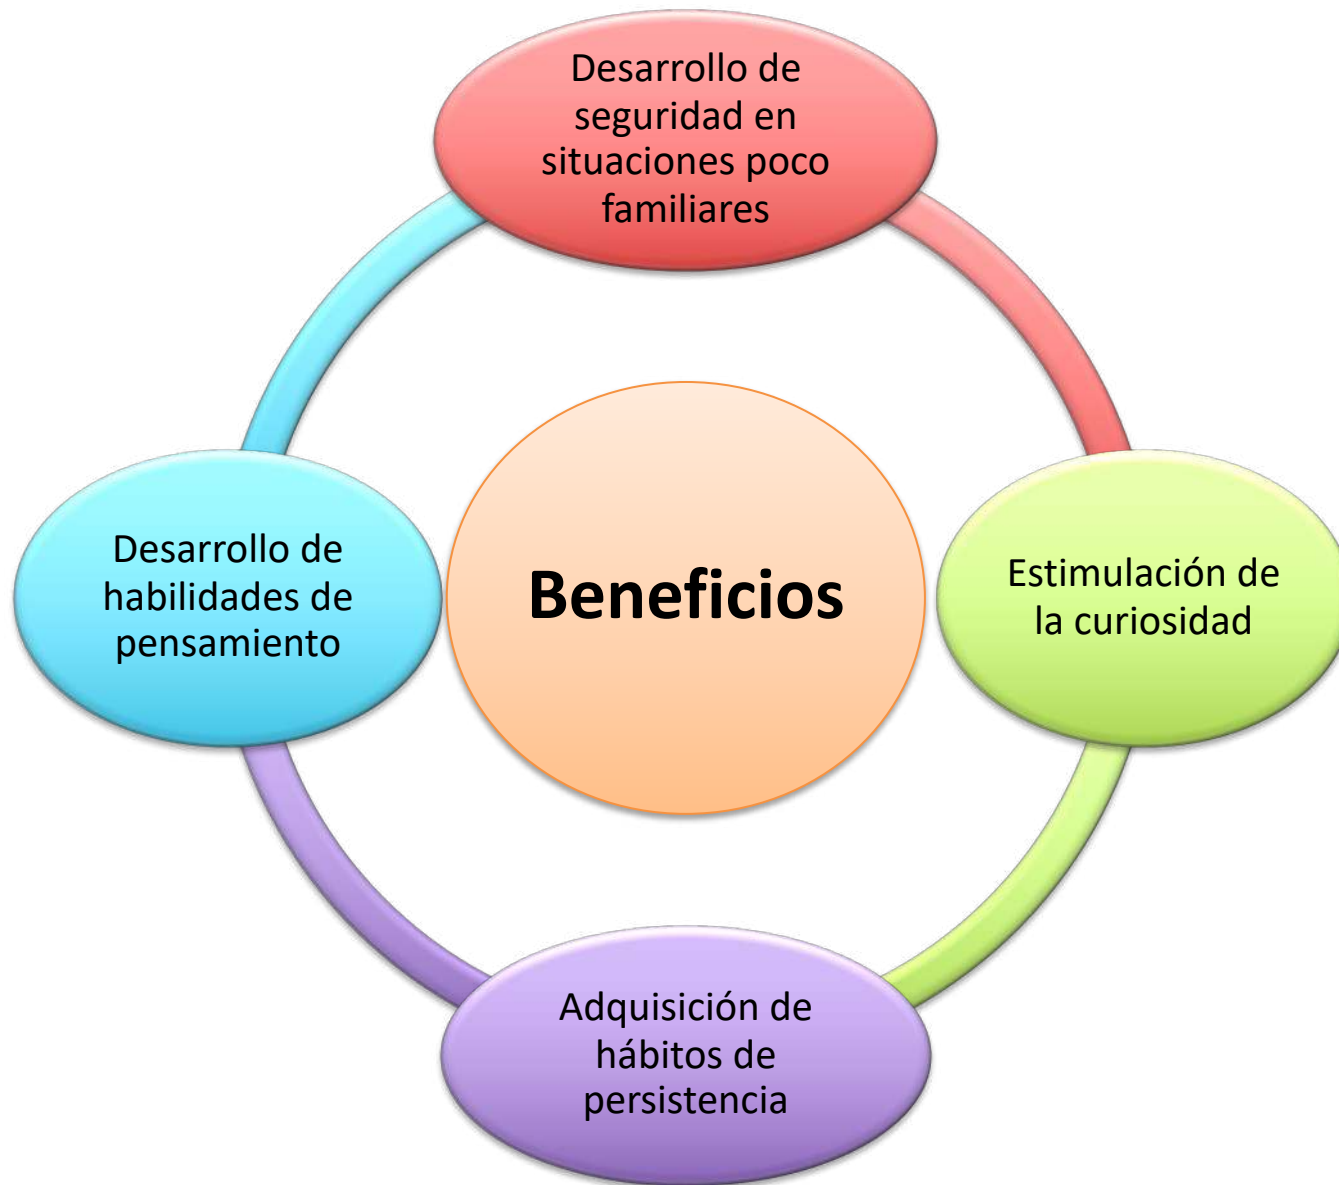 Desarrollo de
seguridad en
situaciones poco
familiares
Desarrollo de
habilidades de
pensamiento
Beneficios
Estimulación de
la curiosidad
Adquisición de
hábitos de
persistencia